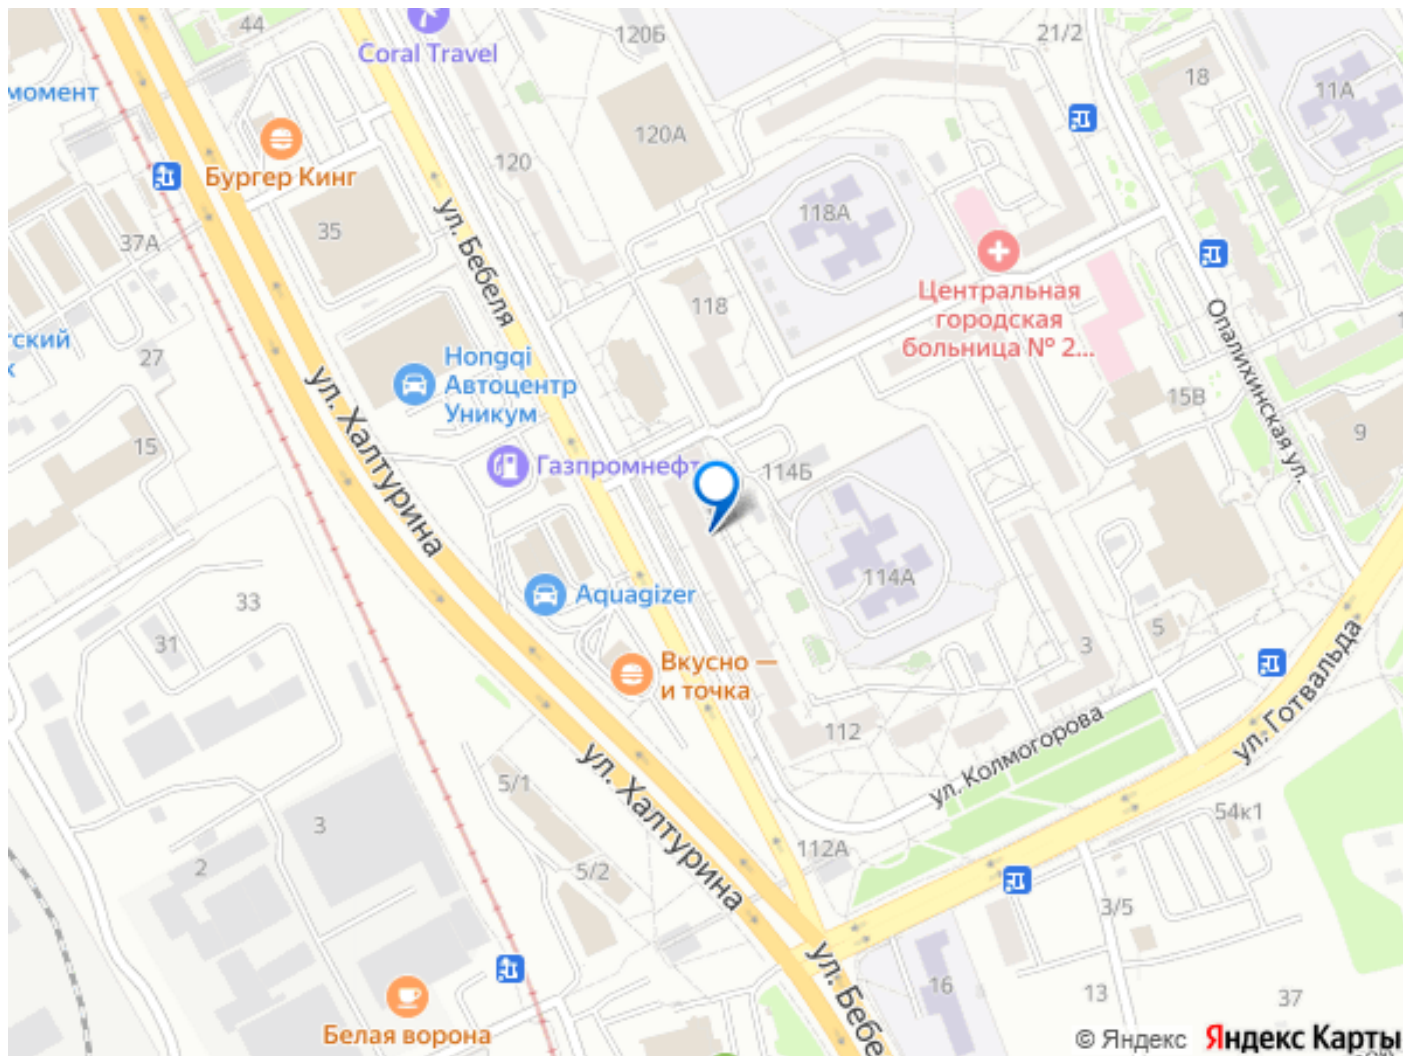 44
Coral Travel
120Б
21/2
18
11А
момент
120А
120
Бургер Кинг
118А
37А
35
ул. Бебеля
Центральная
городская
больница № 2...
118
Опалихинская ул.
27
Hongqi
Автоцентр
Уникум
15В
ул. Халтурина
9
15
Газпромнефт
114Б
114А
33
Aquagizer
31
5
3
Вкусно —
и точка
ул. Готвальда
112
ул. Колмогорова
5/1
ул. Халтурина
54к1
3
112А
2
5/2
3/5
16
13
37
ул. Бебе
Белая ворона
© Яндекс
Яндекс Карты